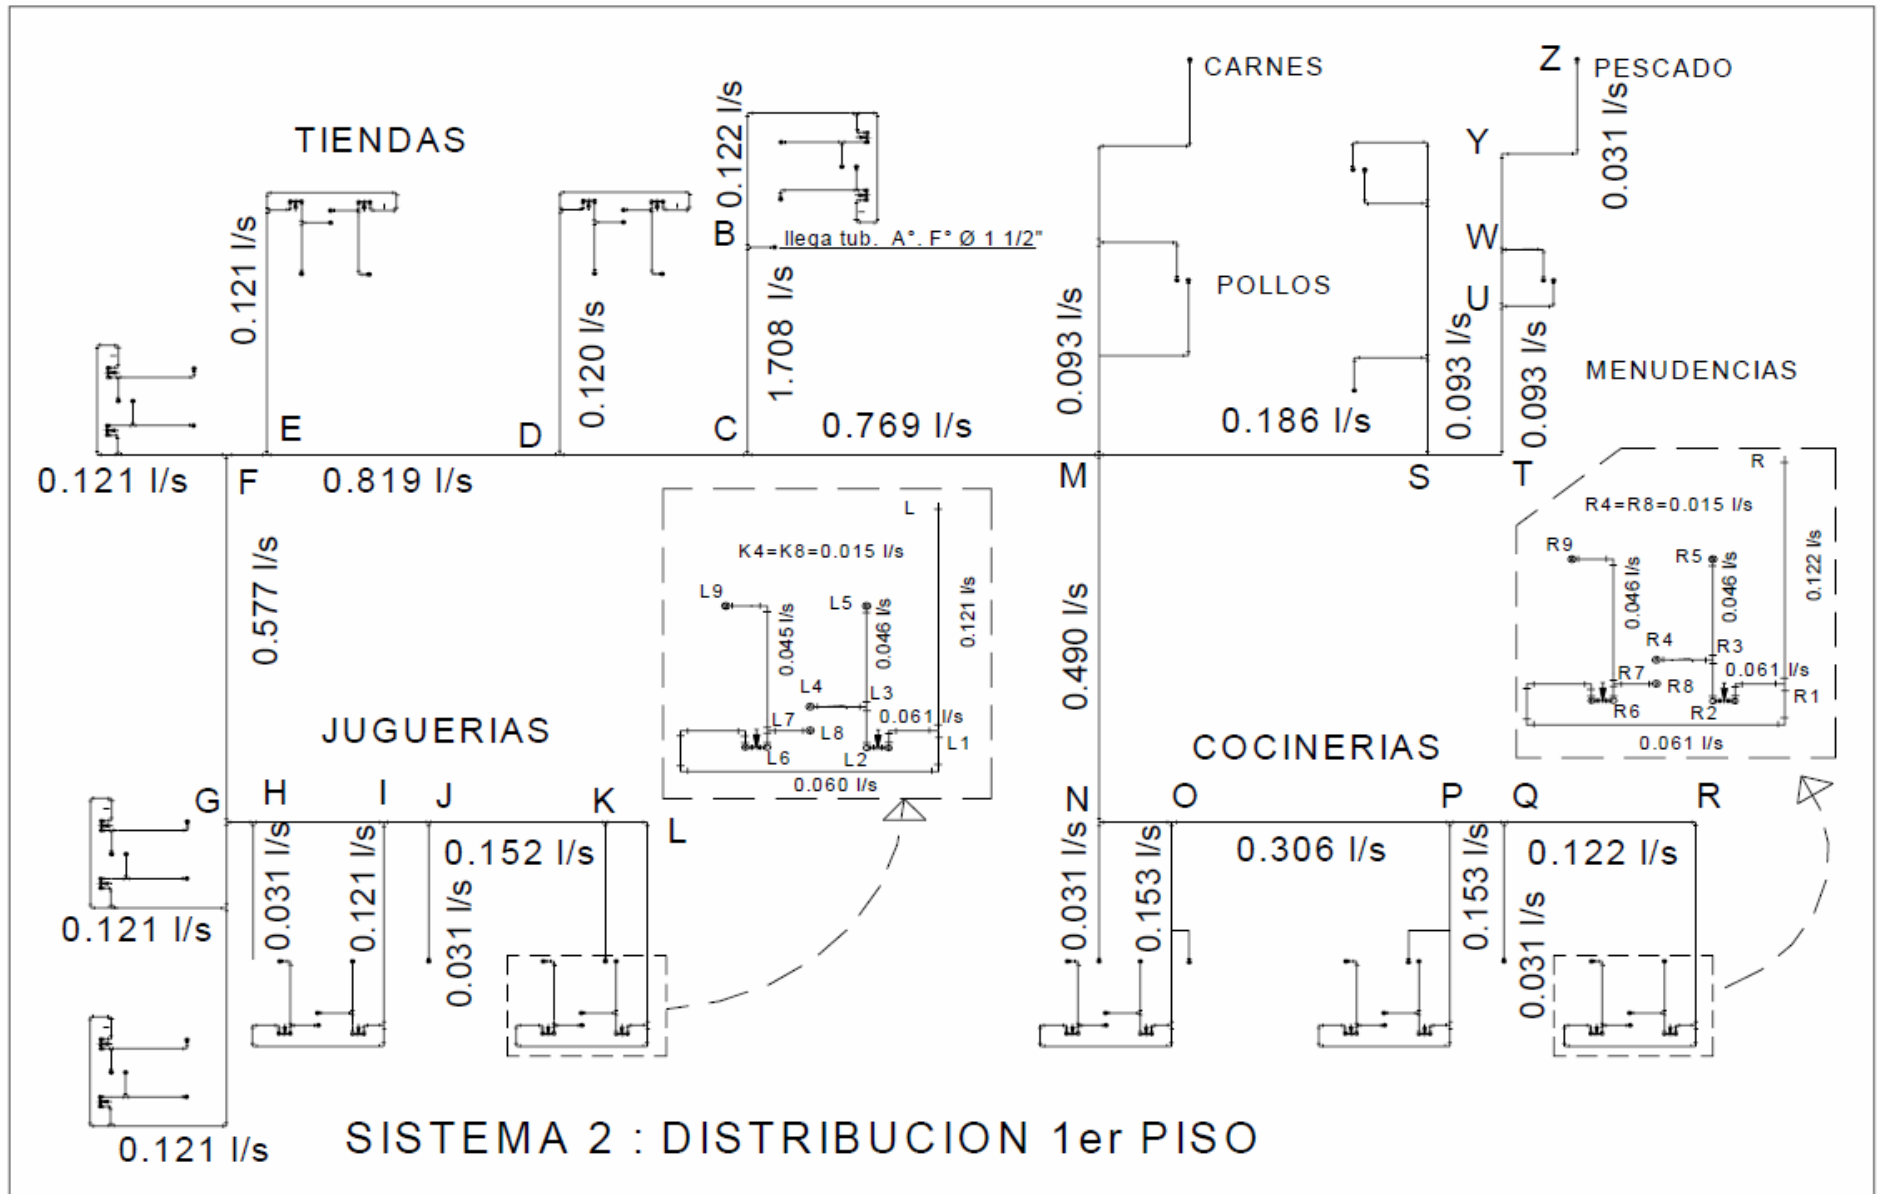 CARNES
Z
PESCADO
TIENDAS
0.122 l/s
Y
0.031 l/s
B
llega tub. A°. F° Ø 1 1/2"
W
0.121 l/s
0.120 l/s
1.708 l/s
POLLOS
U
0.093 l/s
0.093 l/s
0.093 l/s
MENUDENCIAS
E
D
C
0.769 l/s
0.186 l/s
0.121 l/s
F
0.819 l/s
M
S
T
L
K4=K8=0.015 l/s
L9
L5
0.045 l/s
0.046 l/s
0.121 l/s
L4
L3
L7
L8
0.061 l/s
L6
L2
L1
0.060 l/s
R
R4=R8=0.015 l/s
R9
R5
0.046 l/s
0.046 l/s
0.122 l/s
R4
R3
R7
R8
0.061 l/s
R6
R2
R1
0.061 l/s
0.577 l/s
0.490 l/s
JUGUERIAS
COCINERIAS
G
H
I
J
K
L
N
O
P
Q
R
0.031 l/s
0.121 l/s
0.152 l/s
0.031 l/s
0.031 l/s
0.153 l/s
0.306 l/s
0.153 l/s
0.122 l/s
0.031 l/s
0.121 l/s
0.121 l/s
SISTEMA 2 : DISTRIBUCION 1er PISO